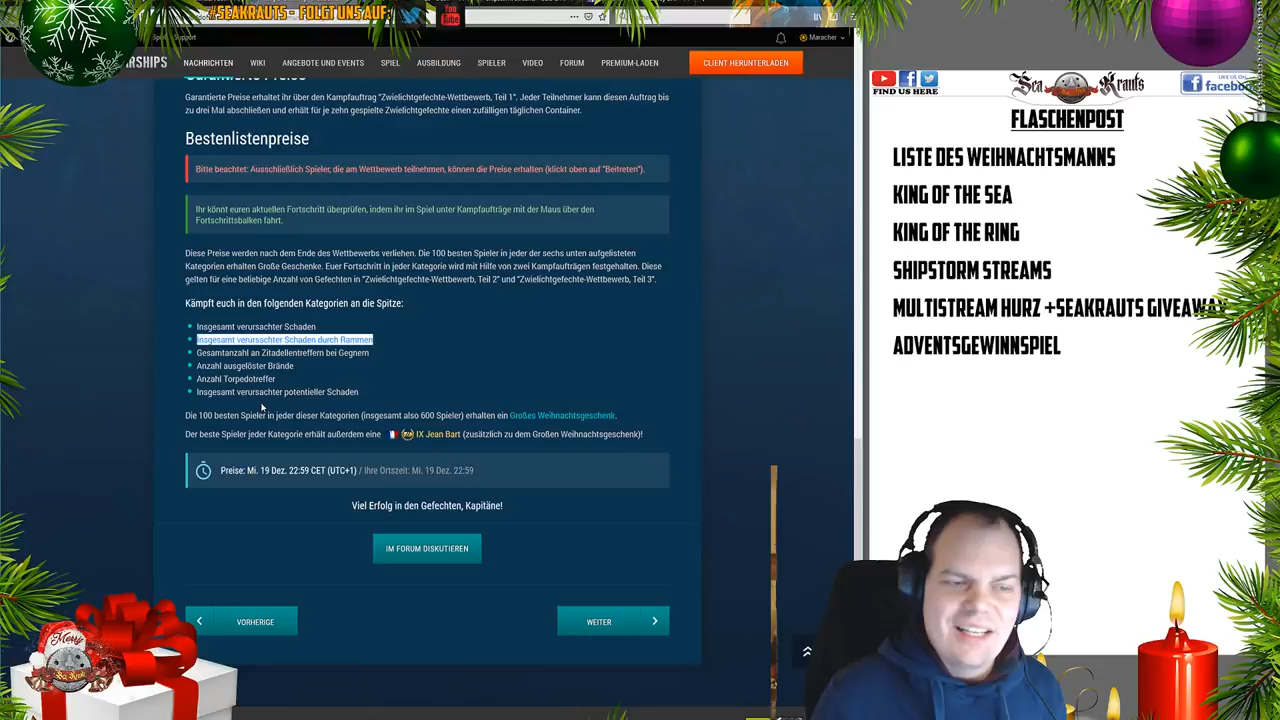 #SEAKRAUTS - FOLGT UNS AUF:
You
Tube
Support
Maracher
NACHRICHTEN
WIKI
ANGEBOTE UND EVENTS
SPIEL
AUSBILDUNG
SPIELER
VIDEO
FORUM
PREMIUM-LADEN
CLIENT HERUNTERLADEN
Garantierte Preise
Garantierte Preise erhaltet ihr über den Kampfauftrag "Zwielichtgefechte-Wettbewerb, Teil 1". Jeder Teilnehmer kann diesen Auftrag bis
zu drei Mal abschließen und erhält für je zehn gespielte Zwielichtgefechte einen zufälligen täglichen Container.
Bestenlistenpreise
Bitte beachtet: Ausschließlich Spieler, die am Wettbewerb teilnehmen, können die Preise erhalten (klickt oben auf "Beitreten").
Ihr könnt euren aktuellen Fortschritt überprüfen, indem ihr im Spiel unter Kampfaufträge mit der Maus über den
Fortschrittsbalken fahrt.
Diese Preise werden nach dem Ende des Wettbewerbs verliehen. Die 100 besten Spieler in jeder der sechs unten aufgelisteten
Kategorien erhalten Große Geschenke. Euer Fortschritt in jeder Kategorie wird mit Hilfe von zwei Kampfaufträgen festgehalten. Diese
gelten für eine beliebige Anzahl von Gefechten in "Zwielichtgefechte-Wettbewerb, Teil 2" und "Zwielichtgefechte-Wettbewerb, Teil 3".
Kämpft euch in den folgenden Kategorien an die Spitze:
Insgesamt verursachter Schaden
Insgesamt verursachter Schaden durch Rammen
Gesamtanzahl an Zitadellentreffern bei Gegnern
Anzahl ausgelöster Brände
Anzahl Torpedotreffer
Insgesamt verursachter potentieller Schaden
Die 100 besten Spieler in jeder dieser Kategorien (insgesamt also 600 Spieler) erhalten ein Großes Weihnachtsgeschenk.
Der beste Spieler jeder Kategorie erhält außerdem eine IX Jean Bart (zusätzlich zu dem Großen Weihnachtsgeschenk)!
Preise: Mi. 19 Dez. 22:59 CET (UTC+1) / Ihre Ortszeit: Mi. 19 Dez. 22:59
Viel Erfolg in den Gefechten, Kapitäne!
IM FORUM DISKUTIEREN
VORHERIGE
WEITER
FIND US HERE
Sea Krauts
LIKE US On
FLASCHENPOST
LISTE DES WEIHNACHTSMANNS
KING OF THE SEA
KING OF THE RING
SHIPSTORM STREAMS
MULTISTREAM HURZ +SEAKRAUTS GIVEAWAY
ADVENTSGEWINNSPIEL
Merry